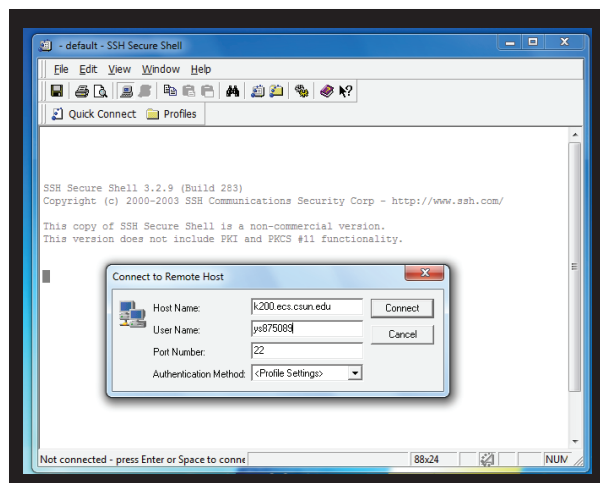 - default - SSH Secure Shell
File Edit View Window Help
Quick Connect Profiles
SSH Secure Shell 3.2.9 (Build 283)
Copyright (c) 2000-2003 SSH Communications Security Corp - http://www.ssh.com/
This copy of SSH Secure Shell is a non-commercial version.
This version does not include PKI and PKCS #11 functionality.
Connect to Remote Host
Host Name: k200.ecs.csun.edu Connect
User Name: ys875089 Cancel
Port Number: 22
Authentication Method: <Profile Settings>
Not connected - press Enter or Space to conne 88x24 NUM